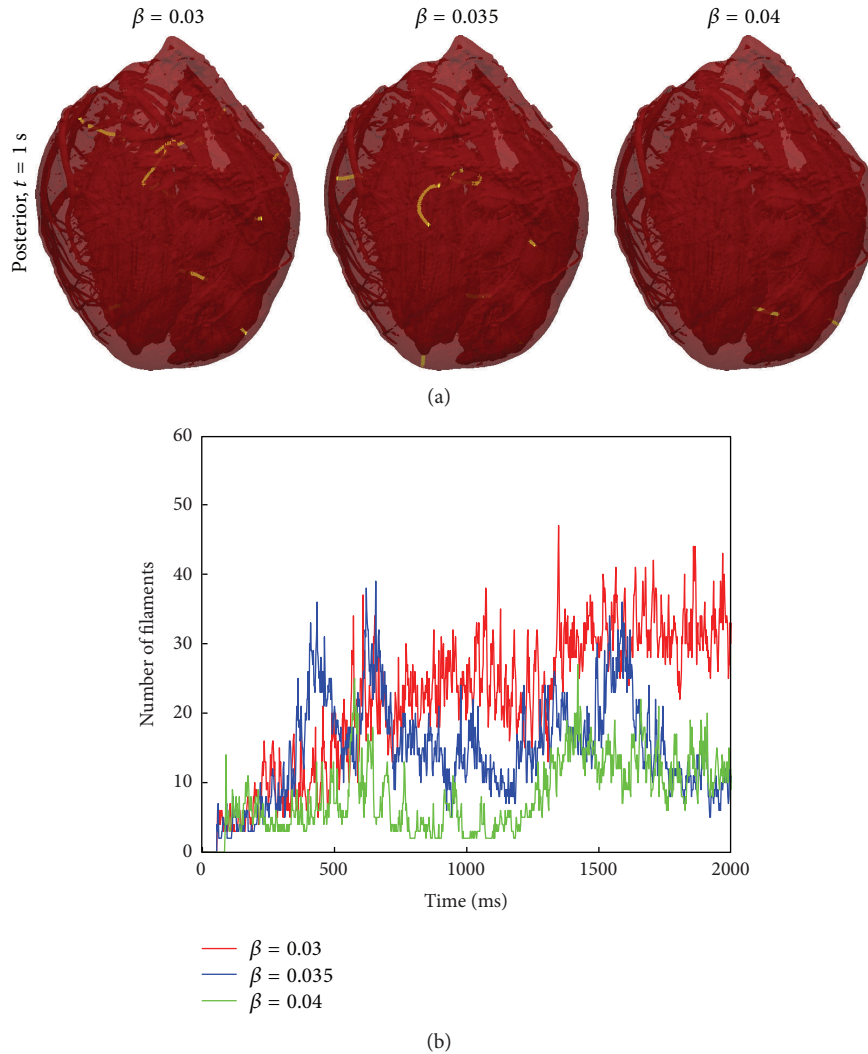 β = 0.03
β = 0.035
β = 0.04
Posterior, t = 1 s
(a)
60
50
40
30
20
10
0
Number of filaments
0
500
1000
1500
2000
Time (ms)
β = 0.03
β = 0.035
β = 0.04
(b)